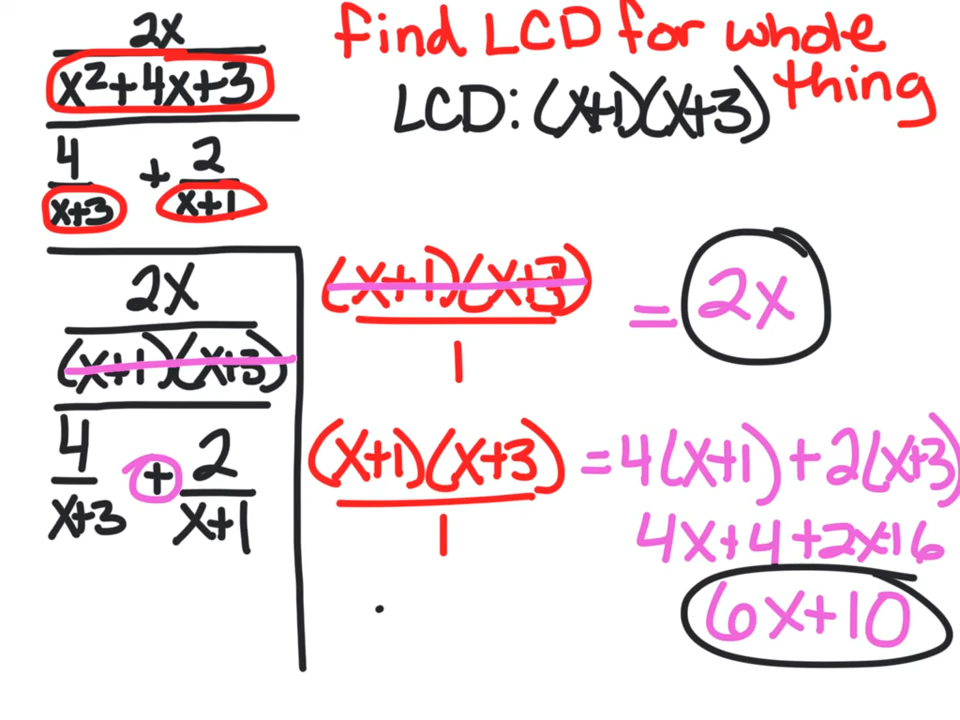 2x
x²+4x+3
4 + 2
x+3 x+1
Find LCD for whole thing
LCD: (x+1)(x+3)
2x
(x+1)(x+3)
(x+1)(x+3)
1
= 2x
4 + 2
x+3 x+1
(x+1)(x+3)
1
= 4(x+1) + 2(x+3)
4x+4+2x+6
6x+10